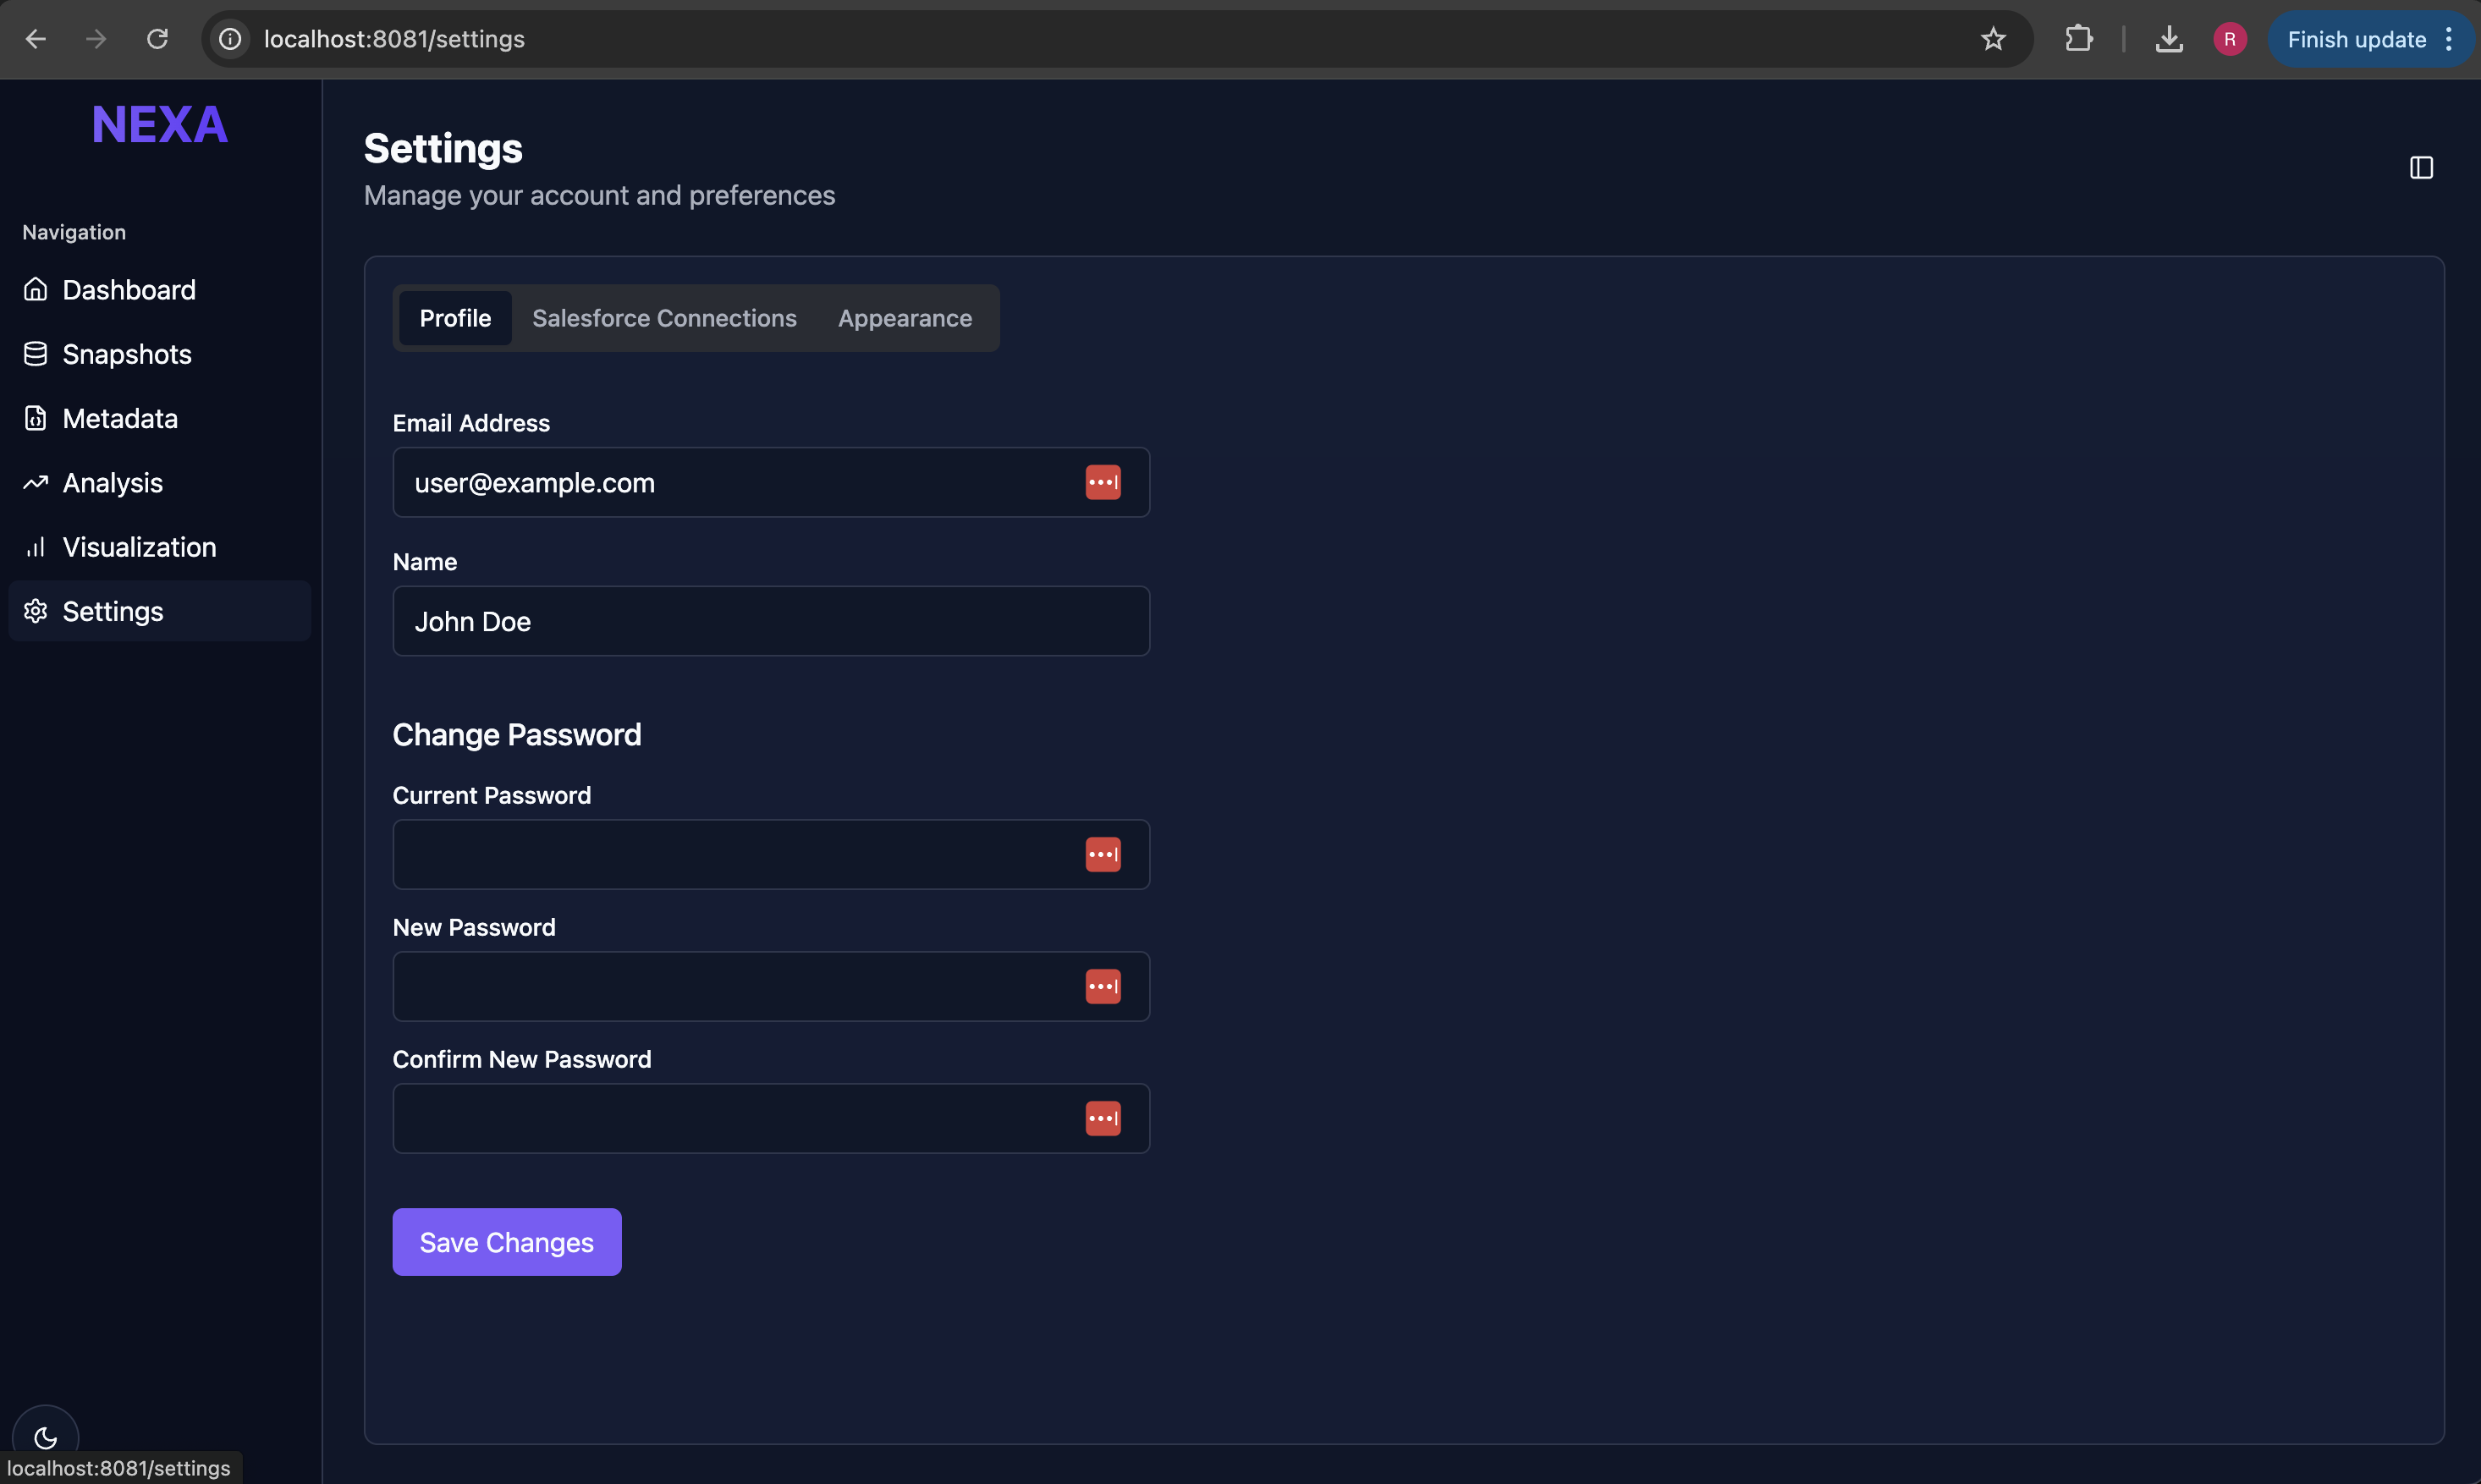 localhost:8081/settings
R
Finish update
NEXA
Navigation
Dashboard
Snapshots
Metadata
Analysis
Visualization
Settings
localhost:8081/settings
Settings
Manage your account and preferences
Profile Salesforce Connections Appearance
Email Address
user@example.com
Name
John Doe
Change Password
Current Password
New Password
Confirm New Password
Save Changes